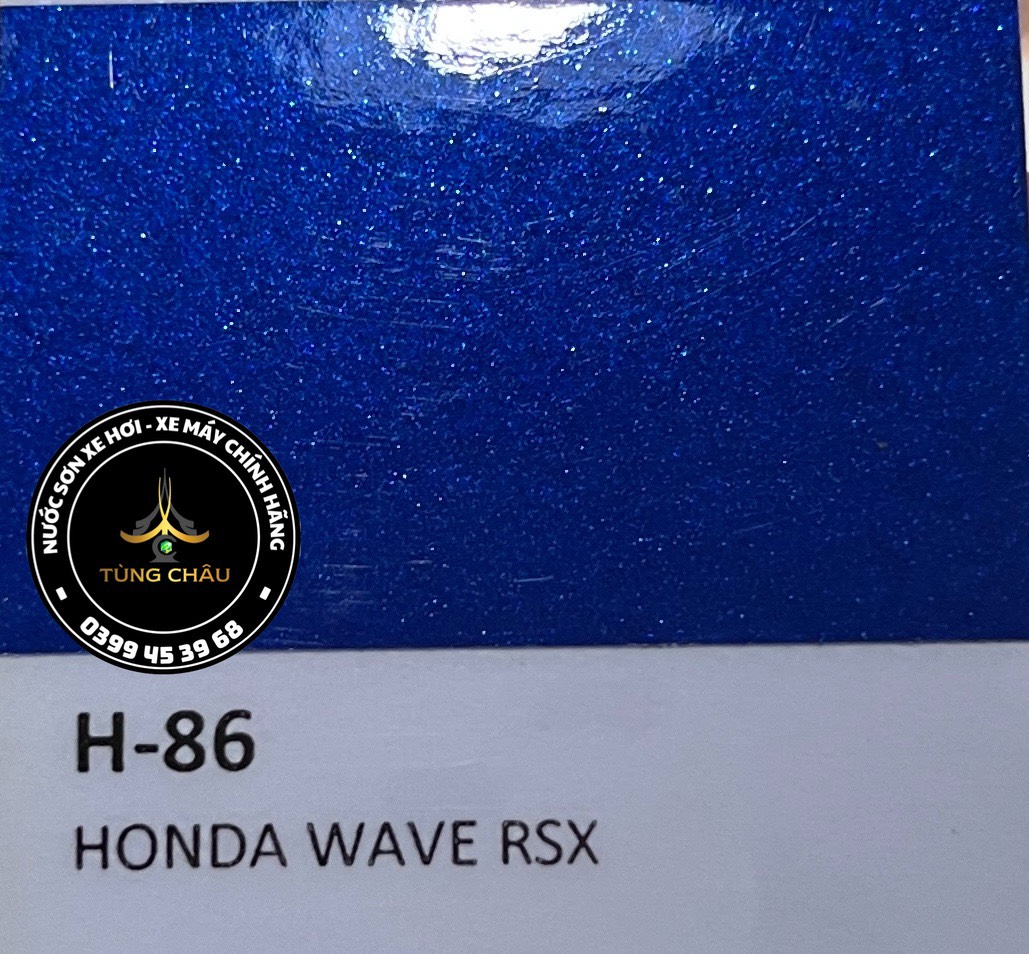 NƯỚC SƠN XE HƠI - XE MÁY CHÍNH HÃNG
TÙNG CHÂU
0399 45 39 68
H-86
HONDA WAVE RSX